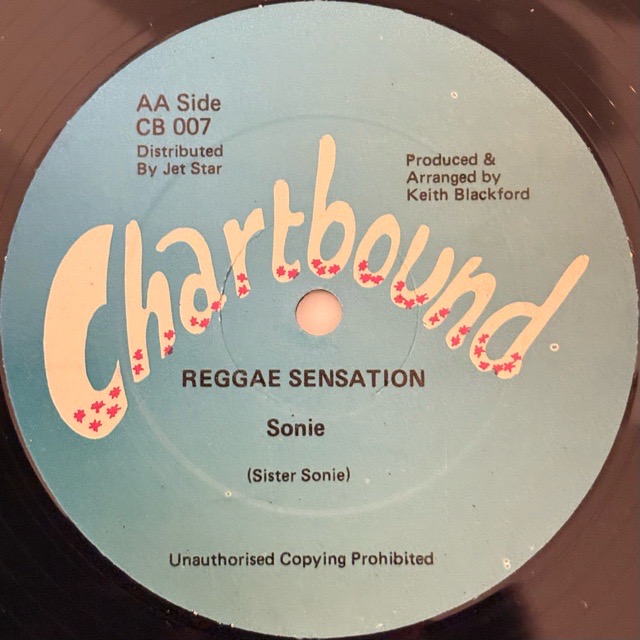 AA Side
CB 007
Distributed
By Jet Star
Produced &
Arranged by
Keith Blackford
Chartbound
REGGAE SENSATION
Sonie
(Sister Sonie)
Unauthorised Copying Prohibited